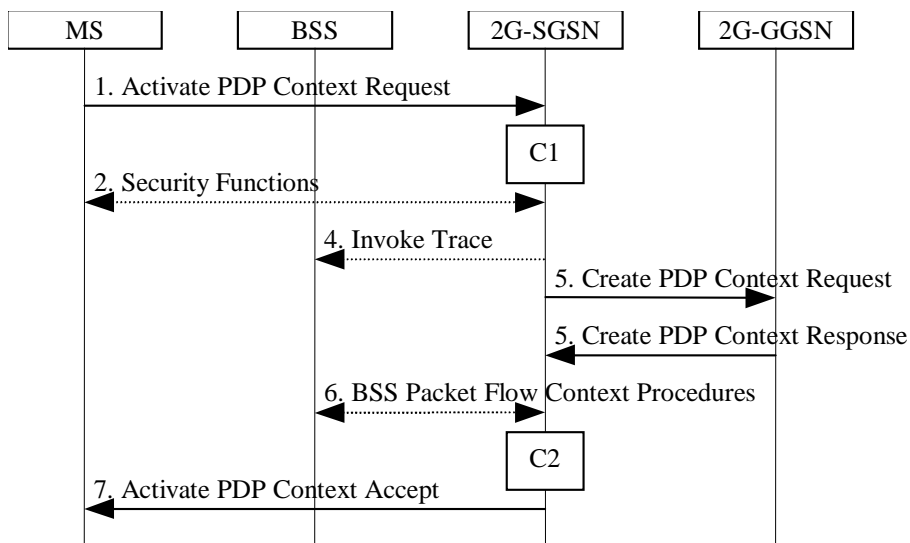 MS
BSS
2G-SGSN
2G-GGSN
1. Activate PDP Context Request
C1
2. Security Functions
4. Invoke Trace
5. Create PDP Context Request
5. Create PDP Context Response
6. BSS Packet Flow Context Procedures
C2
7. Activate PDP Context Accept